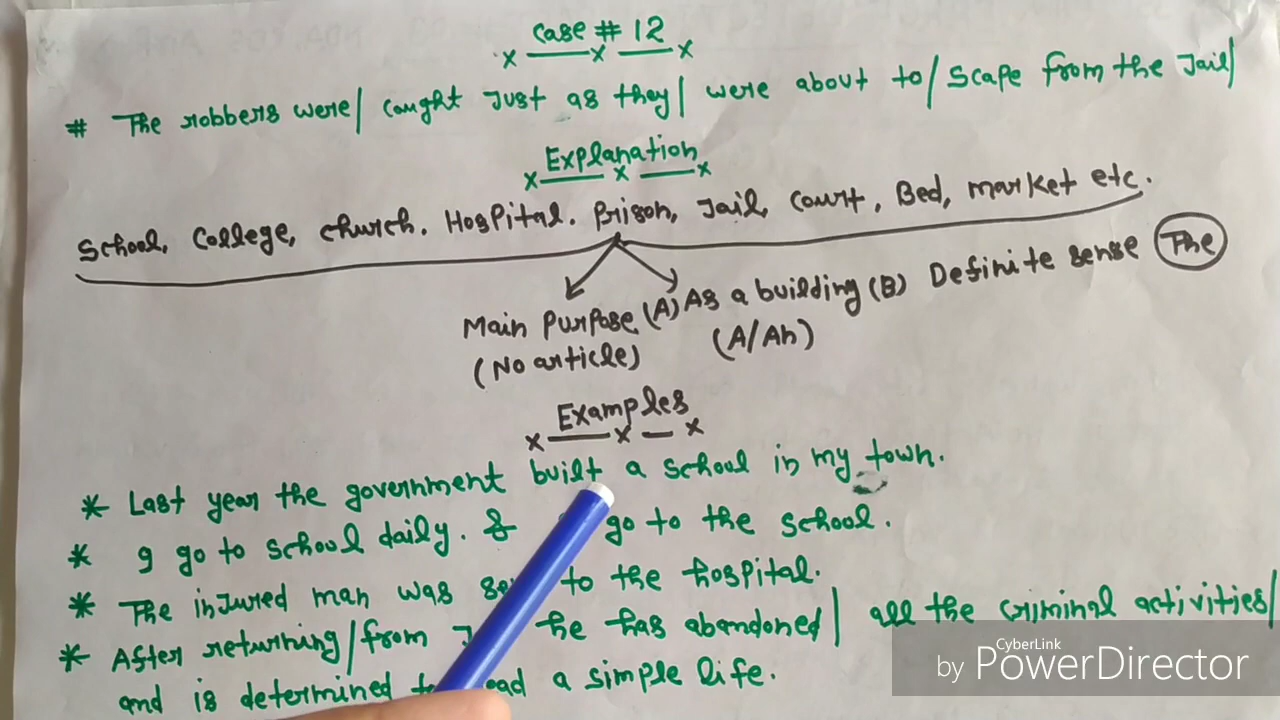 Case # 12
# The robbers were/ caught Just as they/ were about to/ Scape from the Jail/
Explanation
School, College, church, Hospital, Prison, Jail, Court, Bed, market etc.
Main Purpose (A) As a building (B) Definite sense The
(No article) (A/An)
Examples
* Last year the government built a school in my town.
* I go to school daily. & go to the school.
* The injured man was to the hospital.
* After returning/from he has abandoned/ all the criminal activities/
and is determined a simple life.
CyberLink
by PowerDirector